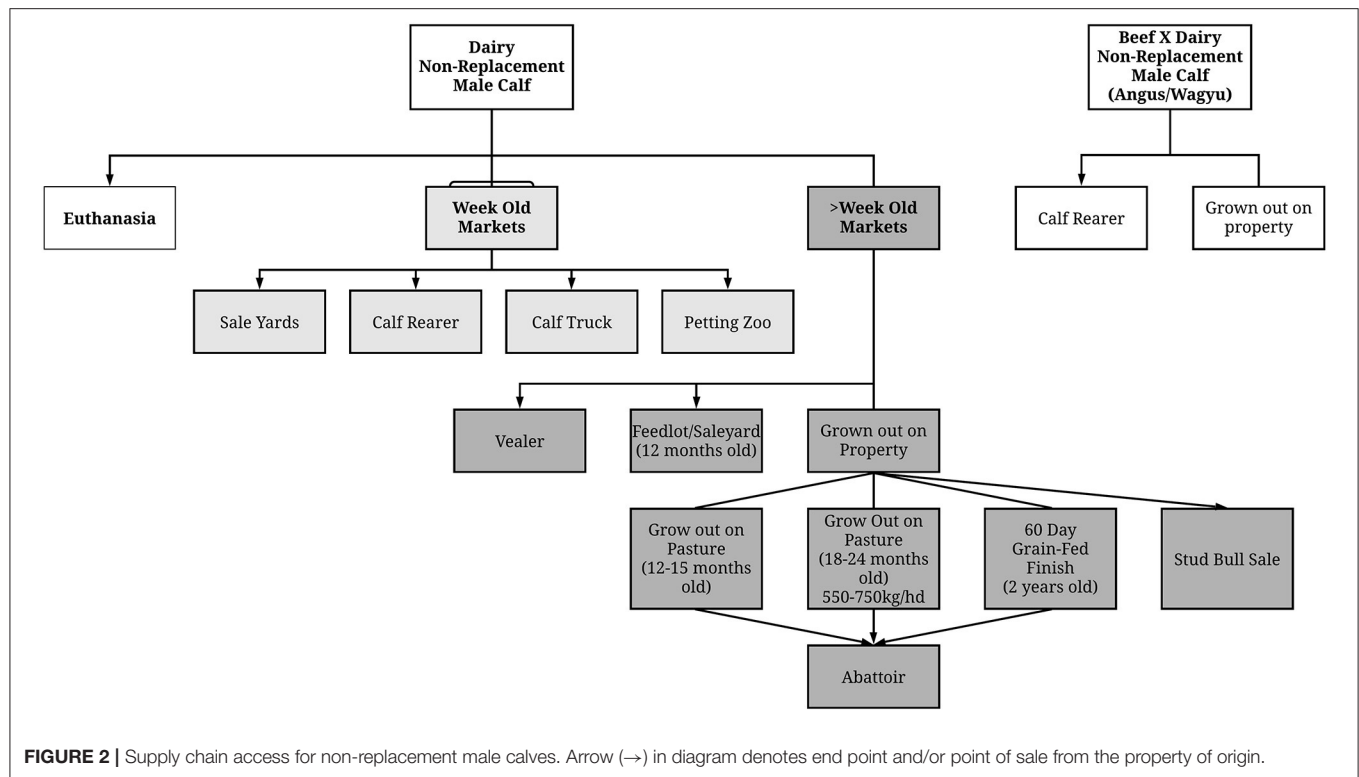 Dairy
Non-Replacement
Male Calf
Beef X Dairy
Non-Replacement
Male Calf
(Angus/Wagyu)
Euthanasia
Week Old
Markets
>Week Old
Markets
Calf Rearer
Grown out on
property
Sale Yards
Calf Rearer
Calf Truck
Petting Zoo
Vealer
Feedlot/Saleyard
(12 months old)
Grown out on
Property
Grow out on
Pasture
(12-15 months
old)
Grow Out on
Pasture
(18-24 months
old)
550-750kg/hd
60 Day
Grain-Fed
Finish
(2 years old)
Stud Bull Sale
Abattoir
FIGURE 2 | Supply chain access for non-replacement male calves. Arrow (→) in diagram denotes end point and/or point of sale from the property of origin.